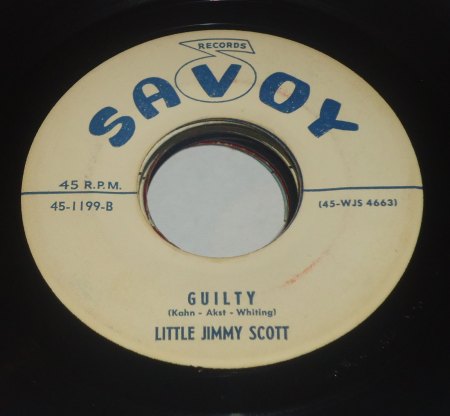 RECORDS
SAVOY
45 R.P.M.
45-1199-B
(45-WJS 4663)
GUILTY
(Kahn - Akst - Whiting)
LITTLE JIMMY SCOTT